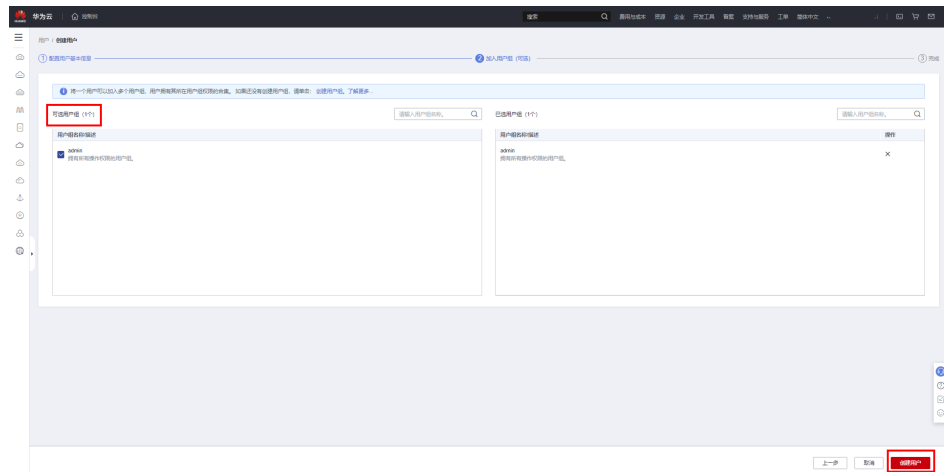 HUAWEI
华为云
控制台
搜索
费用与成本 资源 企业 开发工具 备案 支持与服务 工单 简体中文
用户 / 创建用户
1 配置用户基本信息
2 加入用户组 (可选)
3 完成
将一个用户可以加入多个用户组，用户拥有其所在用户组权限的合集。 如果还没有创建用户组，请单击：创建用户组。了解更多...
可选用户组 (1个)
请输入用户组名称。
用户组名称/描述
admin
拥有所有操作权限的用户组。
已选用户组 (1个)
请输入用户组名称。
用户组名称/描述
操作
admin
拥有所有操作权限的用户组。
上一步
取消
创建用户